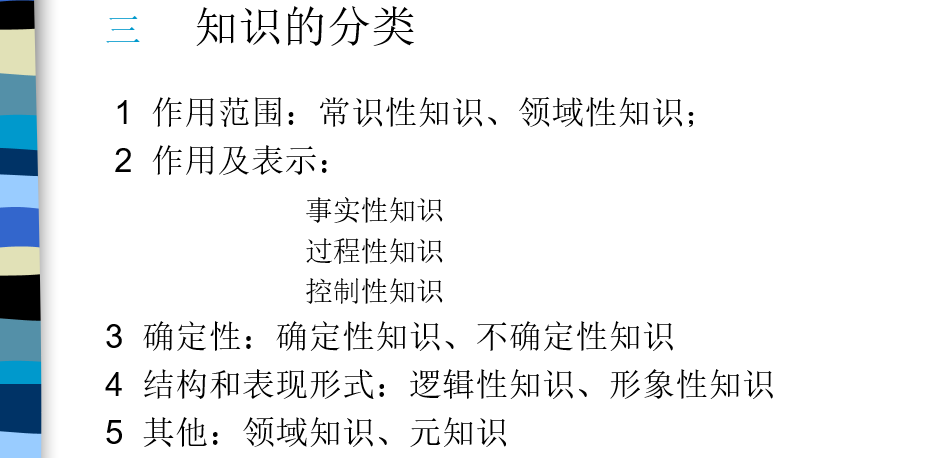 三 知识的分类
1 作用范围：常识性知识、领域性知识；
2 作用及表示：
事实性知识
过程性知识
控制性知识
3 确定性：确定性知识、不确定性知识
4 结构和表现形式：逻辑性知识、形象性知识
5 其他：领域知识、元知识